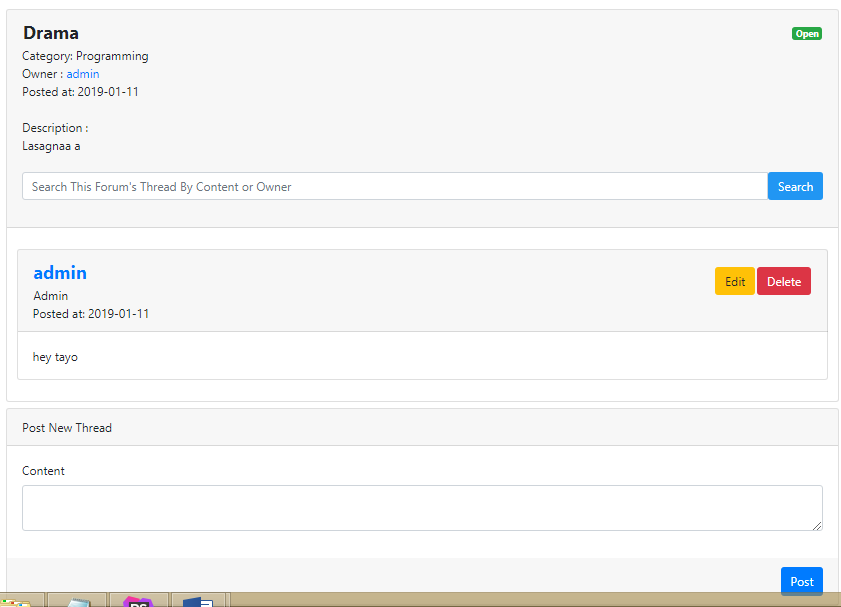 Drama
Open
Category: Programming
Owner : admin
Posted at: 2019-01-11
Description :
Lasagnaa a
Search This Forum's Thread By Content or Owner
Search
admin
Edit
Delete
Admin
Posted at: 2019-01-11
hey tayo
Post New Thread
Content
Post